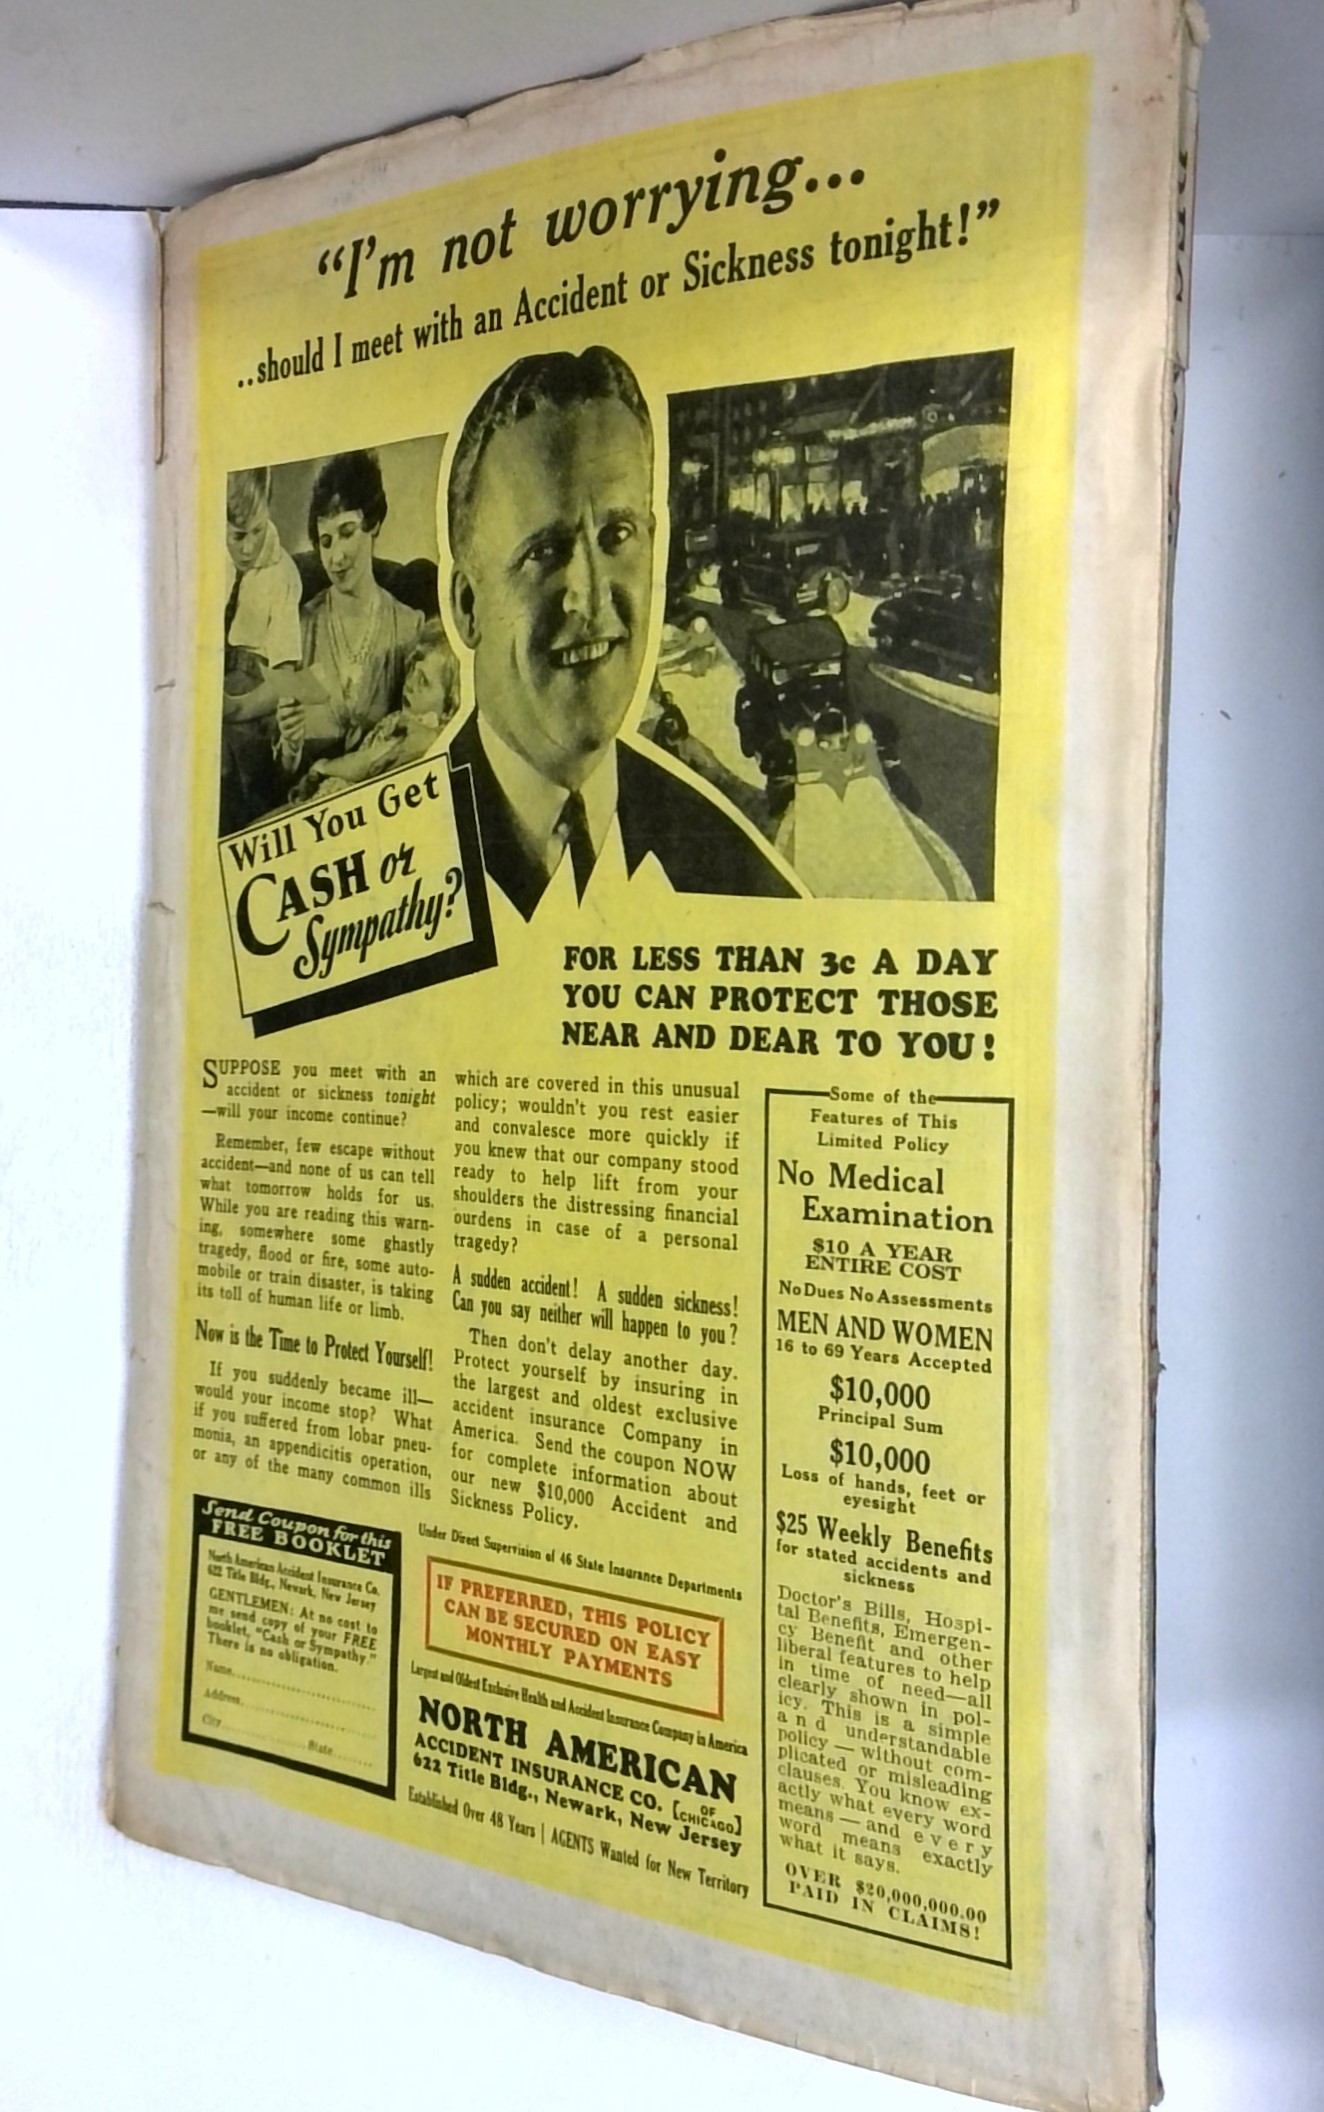 “I'm not worrying...
..should I meet with an Accident or Sickness tonight!”
Will You Get
CASH or
Sympathy?
FOR LESS THAN 3c A DAY
YOU CAN PROTECT THOSE
NEAR AND DEAR TO YOU!
SUPPOSE you meet with an
accident or sickness tonight
—will your income continue?
Remember, few escape without
accident—and none of us can tell
what tomorrow holds for us.
While you are reading this warn-
ing, somewhere some ghastly
tragedy, flood or fire, some auto-
mobile or train disaster, is taking
its toll of human life or limb.
Now is the Time to Protect Yourself!
If you suddenly became ill—
would your income stop? What
if you suffered from lobar pneu-
monia, an appendicitis operation,
or any of the many common ills
which are covered in this unusual
policy; wouldn't you rest easier
and convalesce more quickly if
you knew that our company stood
ready to help lift from your
shoulders the distressing financial
ourdens in case of a personal
tragedy?
A sudden accident! A sudden sickness!
Can you say neither will happen to you?
Then don't delay another day.
Protect yourself by insuring in
the largest and oldest exclusive
accident insurance Company in
America. Send the coupon NOW
for complete information about
our new $10,000 Accident and
Sickness Policy.
Some of the
Features of This
Limited Policy
No Medical
Examination
$10 A YEAR
ENTIRE COST
No Dues No Assessments
MEN AND WOMEN
16 to 69 Years Accepted
$10,000
Principal Sum
$10,000
Loss of hands, feet or
eyesight
$25 Weekly Benefits
for stated accidents and
sickness
Doctor's Bills, Hospi-
tal Benefits, Emergen-
cy Benefit and other
liberal features to help
in time of need—all
clearly shown in pol-
icy. This is a simple
and understandable
policy—without com-
plicated or misleading
clauses. You know ex-
actly what every word
means—and every
word means exactly
what it says.
OVER $20,000,000.00
PAID IN CLAIMS!
Send Coupon for this
FREE BOOKLET
North American Accident Insurance Co.
622 Title Bldg., Newark, New Jersey
GENTLEMEN: At no cost to
me send copy of your FREE
booklet, "Cash or Sympathy."
There is no obligation.
Name
Address
City State
Under Direct Supervision of 46 State Insurance Departments
IF PREFERRED, THIS POLICY
CAN BE SECURED ON EASY
MONTHLY PAYMENTS
Largest and Oldest Exclusive Health and Accident Insurance Company in America
NORTH AMERICAN
ACCIDENT INSURANCE CO. [OF CHICAGO]
622 Title Bldg., Newark, New Jersey
Established Over 48 Years | AGENTS Wanted for New Territory